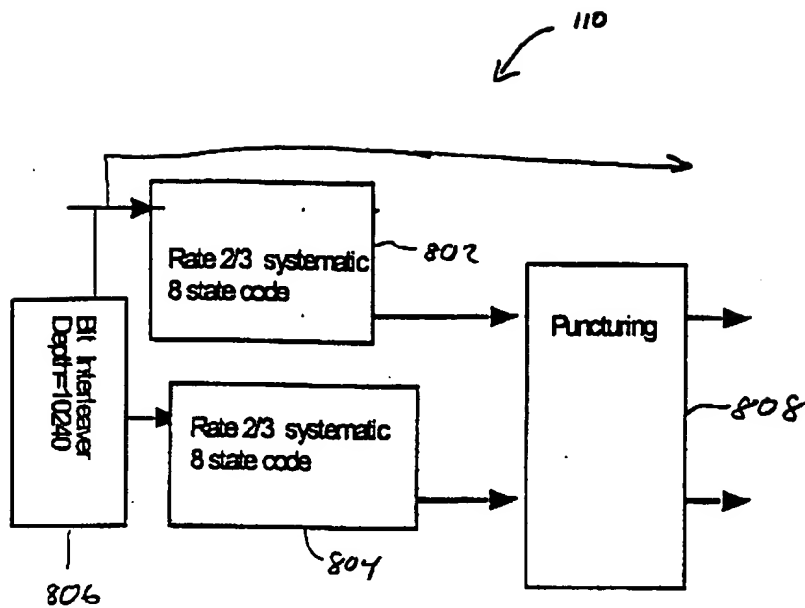 110
Rate 2/3 systematic
8 state code
802
Puncturing
Bit Interleaver
Depth=10240
Rate 2/3 systematic
8 state code
808
804
806